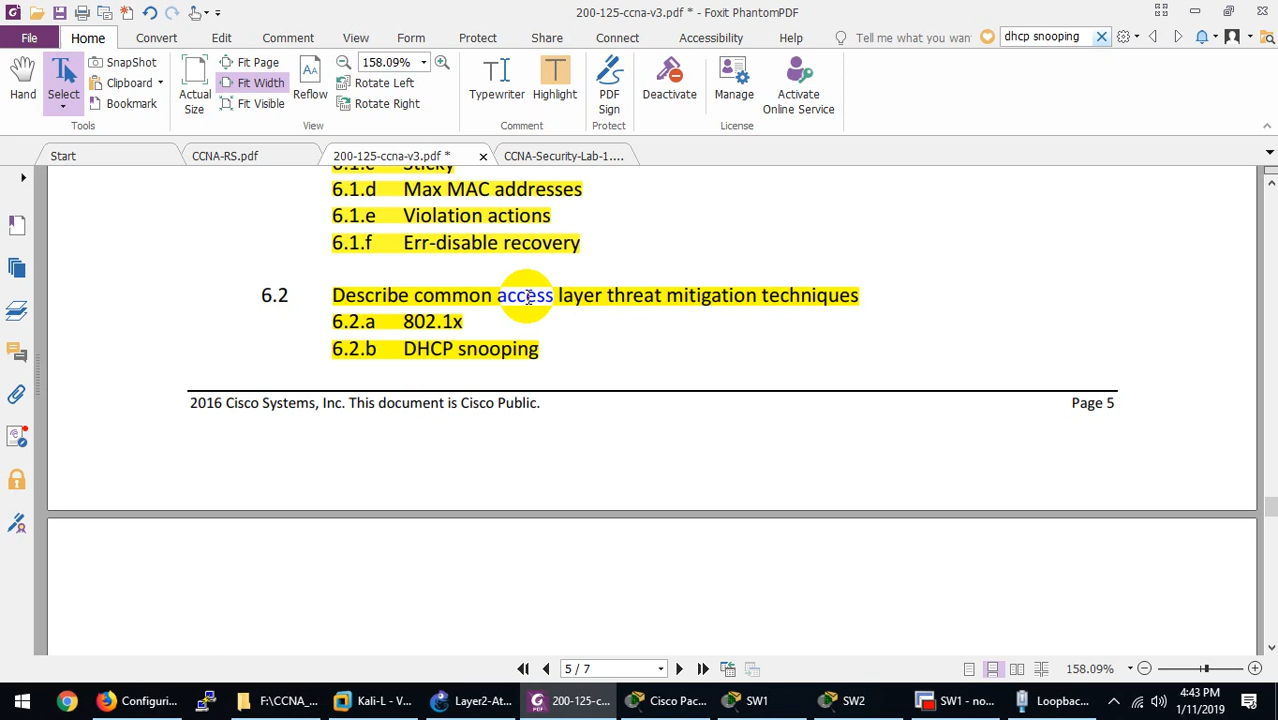 200-125-ccna-v3.pdf * - Foxit PhantomPDF
File Home Convert Edit Comment View Form Protect Share Connect Accessibility Help Tell me what you want... dhcp snooping
Hand
Select
SnapShot
Clipboard
Bookmark
Actual Size
Fit Page
Fit Width
Fit Visible
Reflow
158.09%
Rotate Left
Rotate Right
Typewriter
Highlight
PDF Sign
Deactivate
Manage
Activate Online Service
Tools View Comment Protect License
Start CCNA-RS.pdf 200-125-ccna-v3.pdf * CCNA-Security-Lab-1....
6.1.c Sticky
6.1.d Max MAC addresses
6.1.e Violation actions
6.1.f Err-disable recovery
6.2 Describe common access layer threat mitigation techniques
6.2.a 802.1x
6.2.b DHCP snooping
2016 Cisco Systems, Inc. This document is Cisco Public. Page 5
5 / 7 158.09%
Configuri... F:\CCNA_... Kali-L - V... Layer2-At... 200-125-c... Cisco Pac... SW1 SW2 SW1 - no... Loopbac... 4:43 PM
1/11/2019